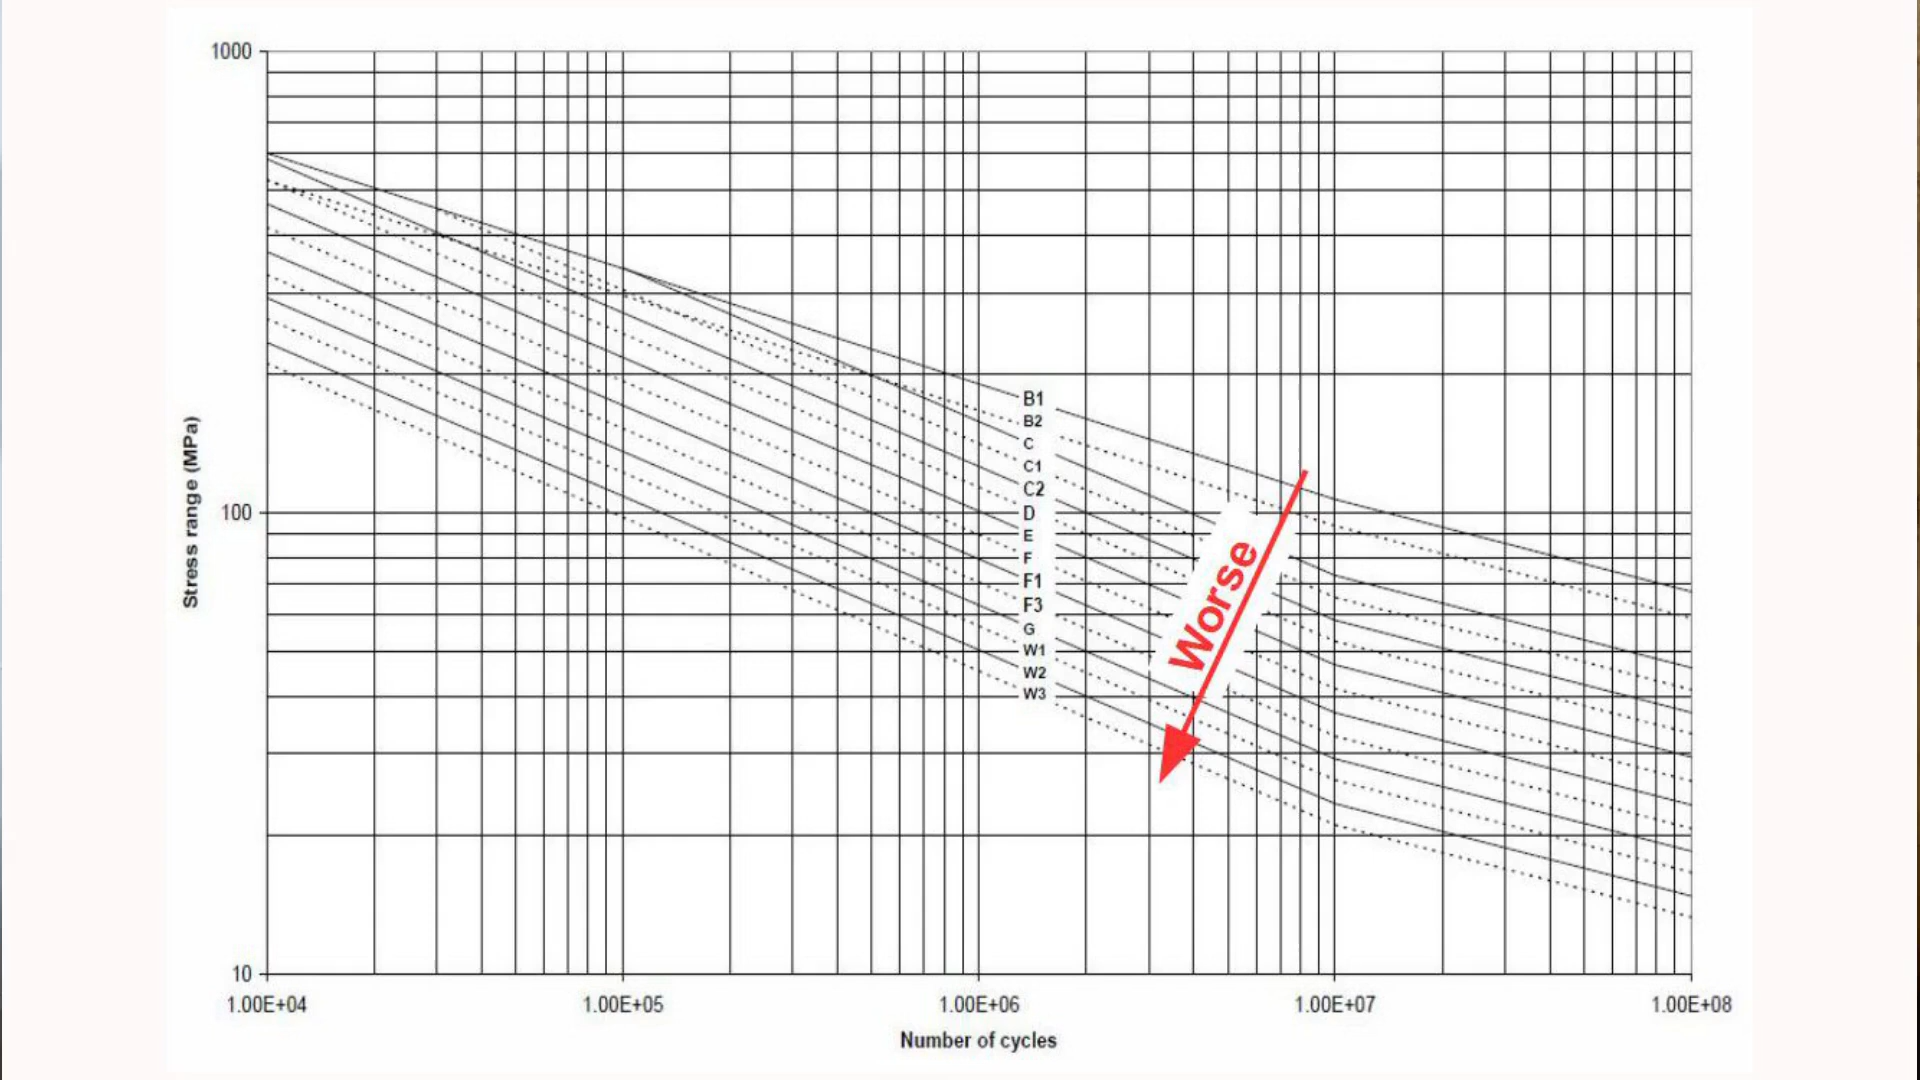 1000
100
10
Stress range (MPa)
B1
B2
C
C1
C2
D
E
F
F1
F3
G
W1
W2
W3
Worse
1.00E+04 1.00E+05 1.00E+06 1.00E+07 1.00E+08
Number of cycles